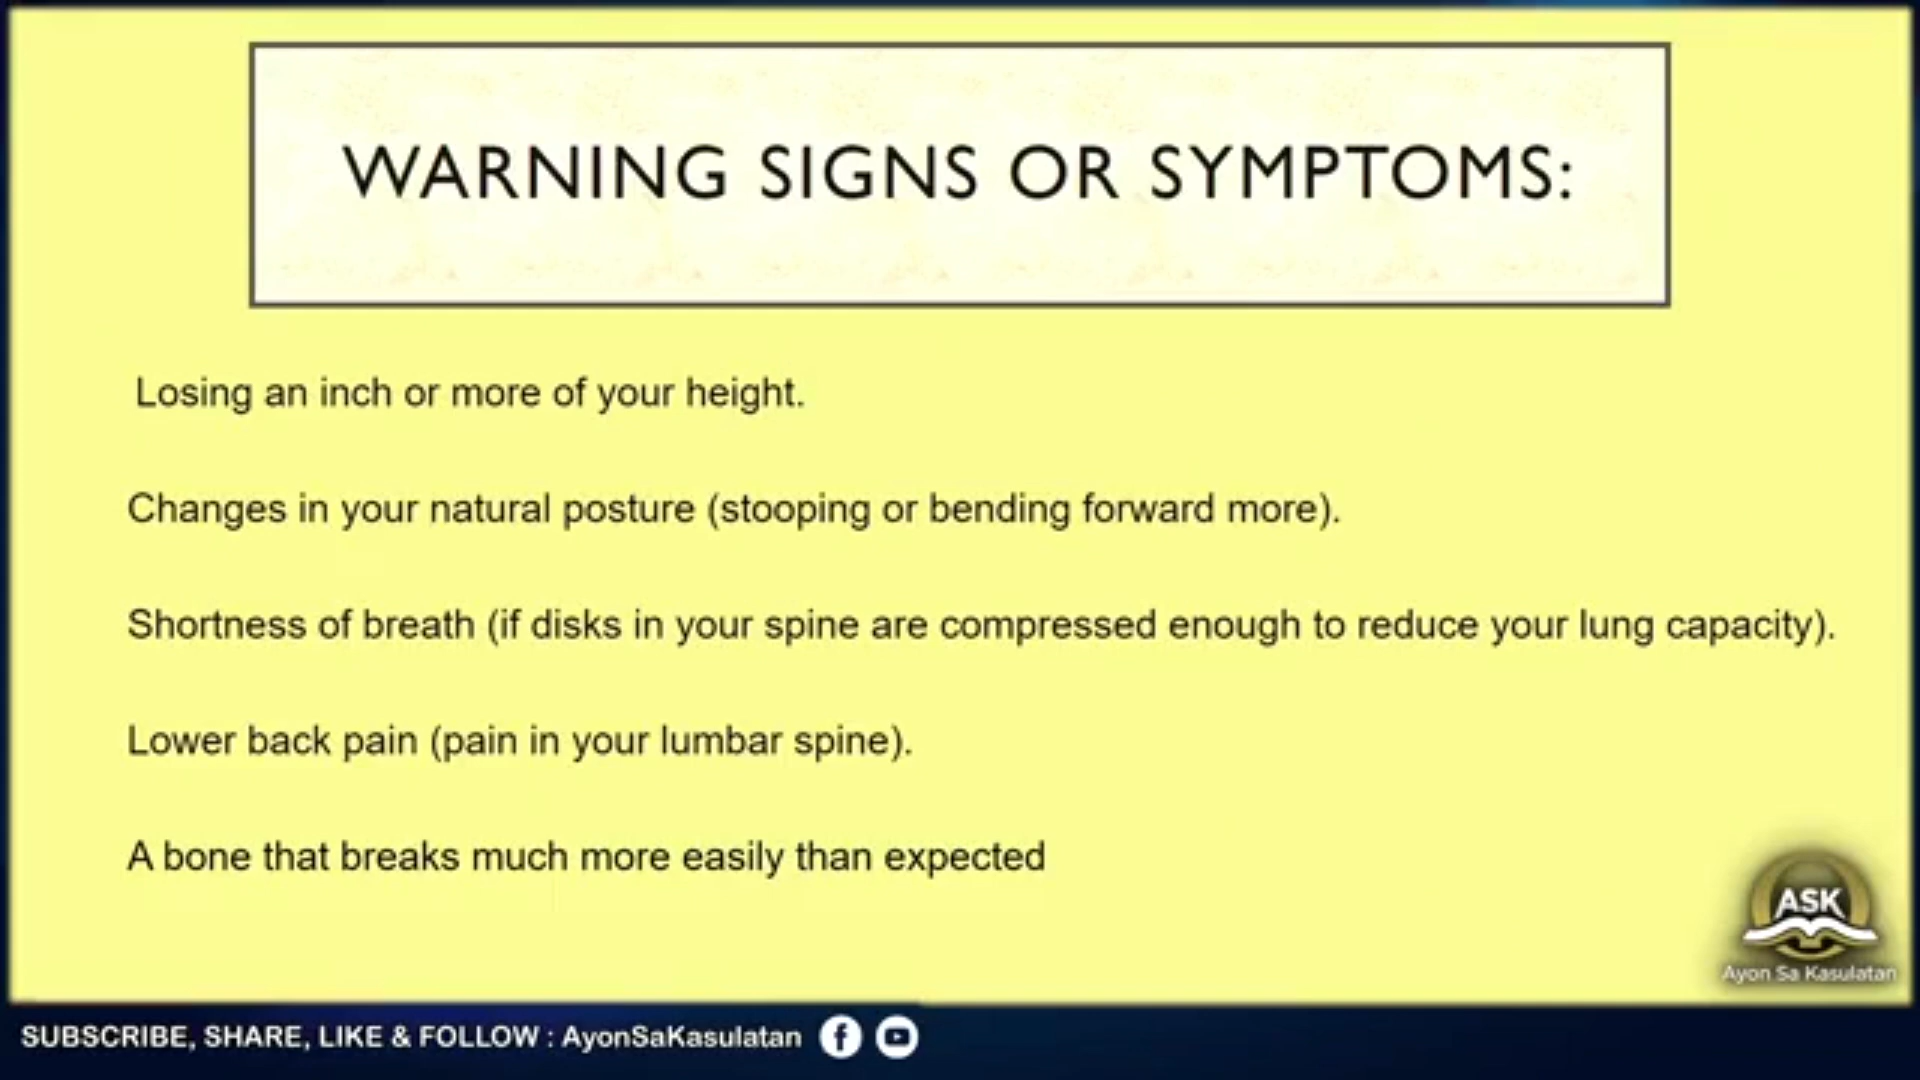 WARNING SIGNS OR SYMPTOMS:
Losing an inch or more of your height.
Changes in your natural posture (stooping or bending forward more).
Shortness of breath (if disks in your spine are compressed enough to reduce your lung capacity).
Lower back pain (pain in your lumbar spine).
A bone that breaks much more easily than expected
ASK
Ayon Sa Kasulatan
SUBSCRIBE, SHARE, LIKE & FOLLOW : AyonSaKasulatan